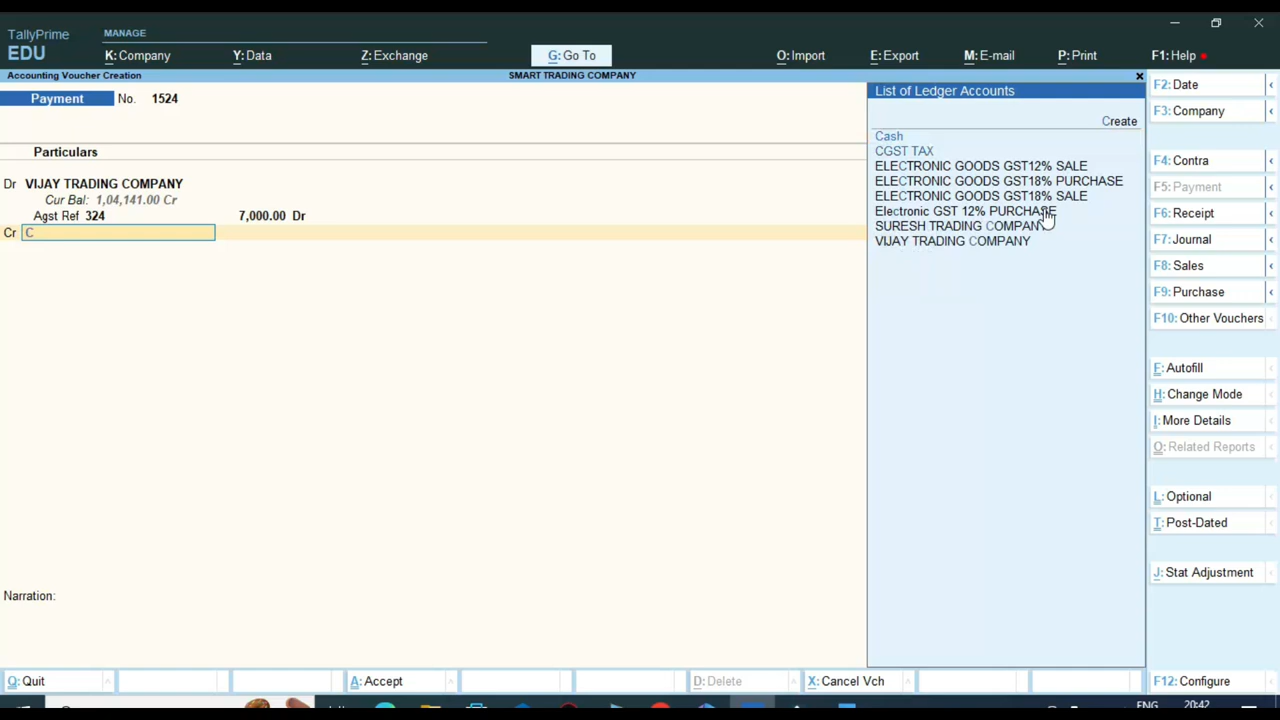 TallyPrime
EDU
MANAGE
K: Company
Y: Data
Z: Exchange
G: Go To
O: Import
E: Export
M: E-mail
P: Print
F1: Help
Accounting Voucher Creation
SMART TRADING COMPANY
Payment No. 1524
Particulars
Dr VIJAY TRADING COMPANY
Cur Bal: 1,04,141.00 Cr
Agst Ref 324 7,000.00 Dr
Cr C
Narration:
List of Ledger Accounts
Create
Cash
CGST TAX
ELECTRONIC GOODS GST12% SALE
ELECTRONIC GOODS GST18% PURCHASE
ELECTRONIC GOODS GST18% SALE
Electronic GST 12% PURCHASE
SURESH TRADING COMPANY
VIJAY TRADING COMPANY
F2: Date
F3: Company
F4: Contra
F5: Payment
F6: Receipt
F7: Journal
F8: Sales
F9: Purchase
F10: Other Vouchers
F: Autofill
H: Change Mode
I: More Details
O: Related Reports
L: Optional
T: Post-Dated
J: Stat Adjustment
Q: Quit
A: Accept
D: Delete
X: Cancel Vch
F12: Configure
ENG
20:42